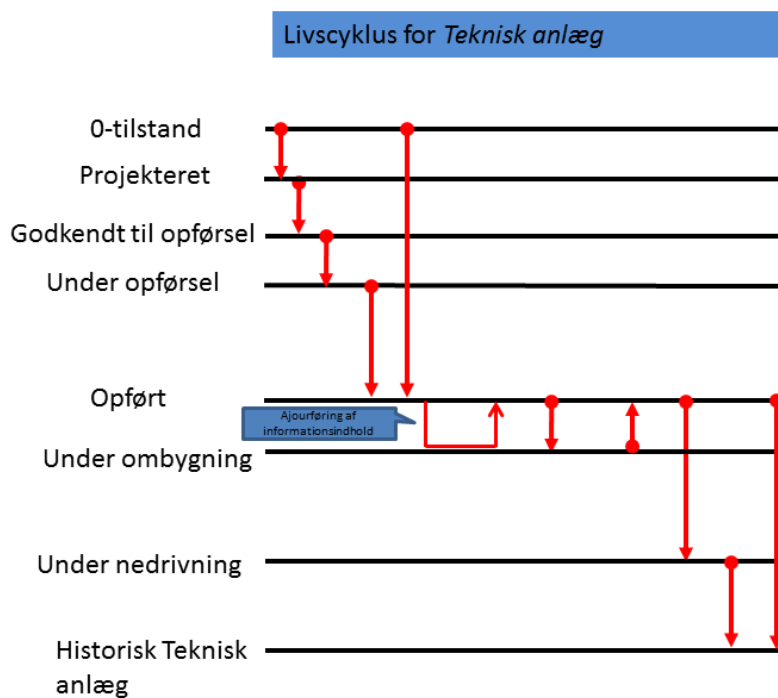 Livscyklus for Teknisk anlæg
0-tilstand
Projekteret
Godkendt til opførsel
Under opførsel
Opført
Ajourføring af
informationsindhold
Under ombygning
Under nedrivning
Historisk Teknisk
anlæg